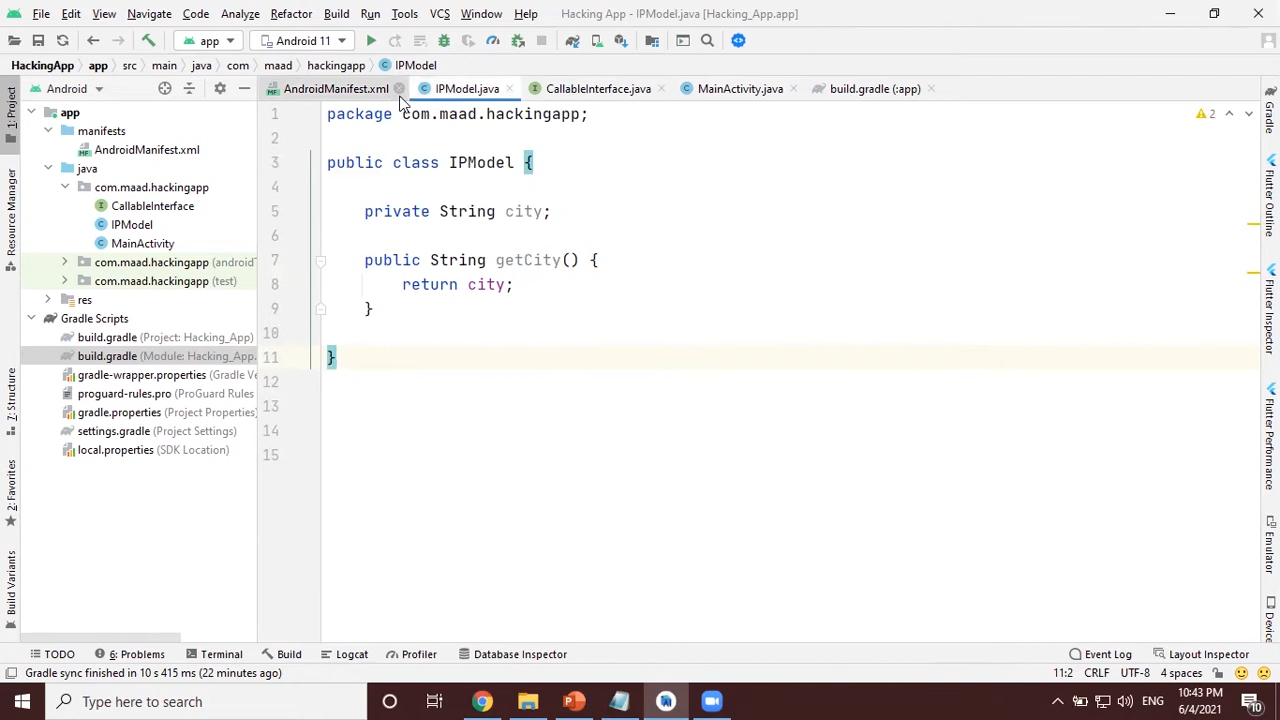 File Edit View Navigate Code Analyze Refactor Build Run Tools VCS Window Help Hacking App - IPModel.java [Hacking_App.app]
app Android 11
HackingApp app src main java com maad hackingapp IPModel
Android AndroidManifest.xml IPModel.java CallableInterface.java MainActivity.java build.gradle (:app)
1: Project
Resource Manager
7: Structure
2: Favorites
Build Variants
app
manifests
AndroidManifest.xml
java
com.maad.hackingapp
CallableInterface
IPModel
MainActivity
com.maad.hackingapp (android
com.maad.hackingapp (test)
res
Gradle Scripts
build.gradle (Project: Hacking_App)
build.gradle (Module: Hacking_App.
gradle-wrapper.properties (Gradle Ve
proguard-rules.pro (ProGuard Rules
gradle.properties (Project Properties)
settings.gradle (Project Settings)
local.properties (SDK Location)
1 package com.maad.hackingapp;
2
3 public class IPModel {
4
5 private String city;
6
7 public String getCity() {
8 return city;
9 }
10
11 }
12
13
14
15
2
Gradle
Flutter Outline
Flutter Inspector
Flutter Performance
Emulator
TODO 6: Problems Terminal Build Logcat Profiler Database Inspector Event Log Layout Inspector
Gradle sync finished in 10 s 415 ms (22 minutes ago) 11:2 CRLF UTF-8 4 spaces
Type here to search ENG 10:43 PM
6/4/2021 10